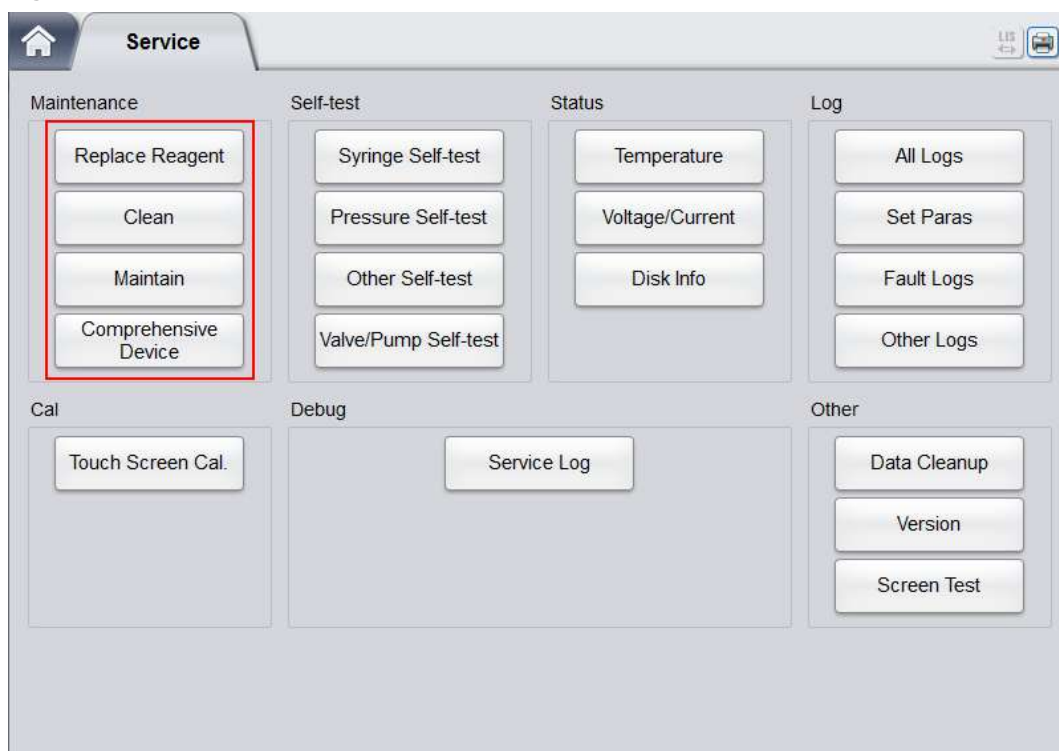 Service
LIS
Maintenance
Replace Reagent
Clean
Maintain
Comprehensive
Device
Self-test
Syringe Self-test
Pressure Self-test
Other Self-test
Valve/Pump Self-test
Status
Temperature
Voltage/Current
Disk Info
Log
All Logs
Set Paras
Fault Logs
Other Logs
Cal
Touch Screen Cal.
Debug
Service Log
Other
Data Cleanup
Version
Screen Test